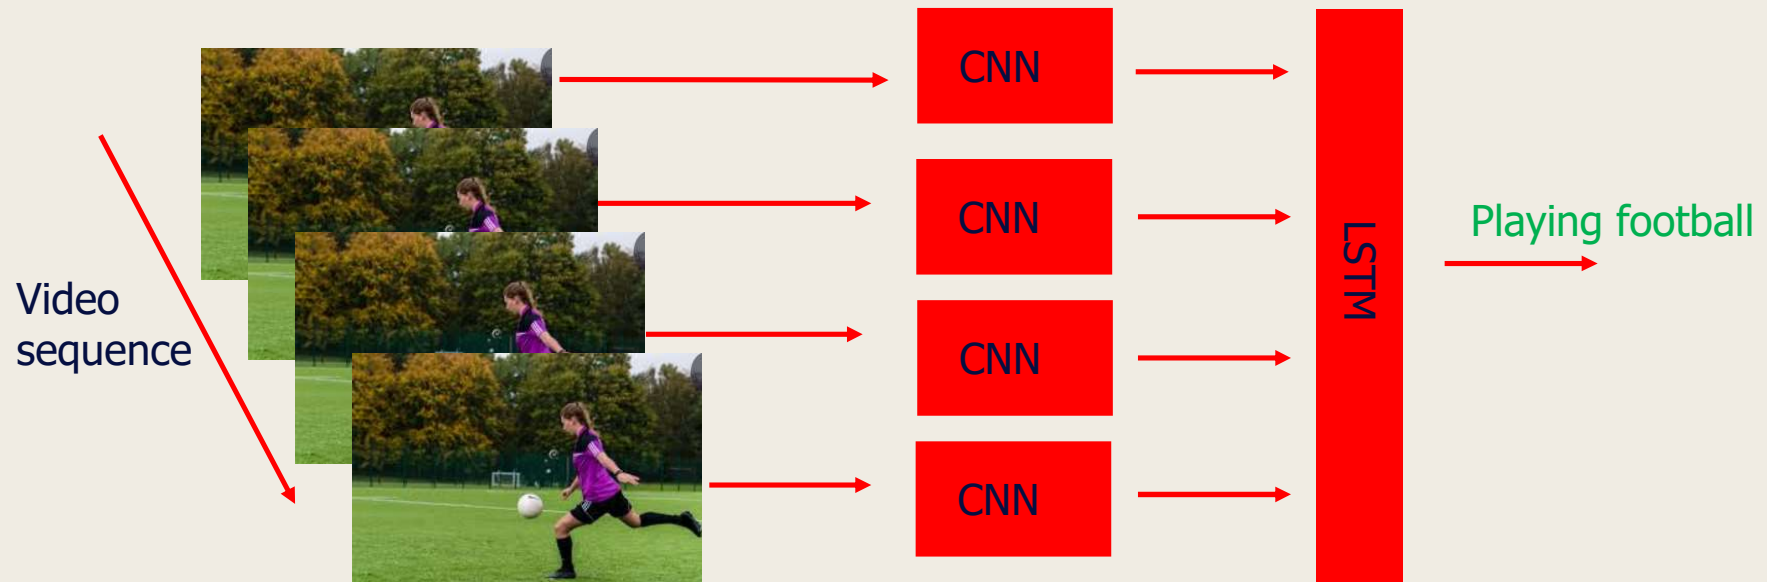 Video
sequence
CNN
CNN
CNN
CNN
LSTM
Playing football